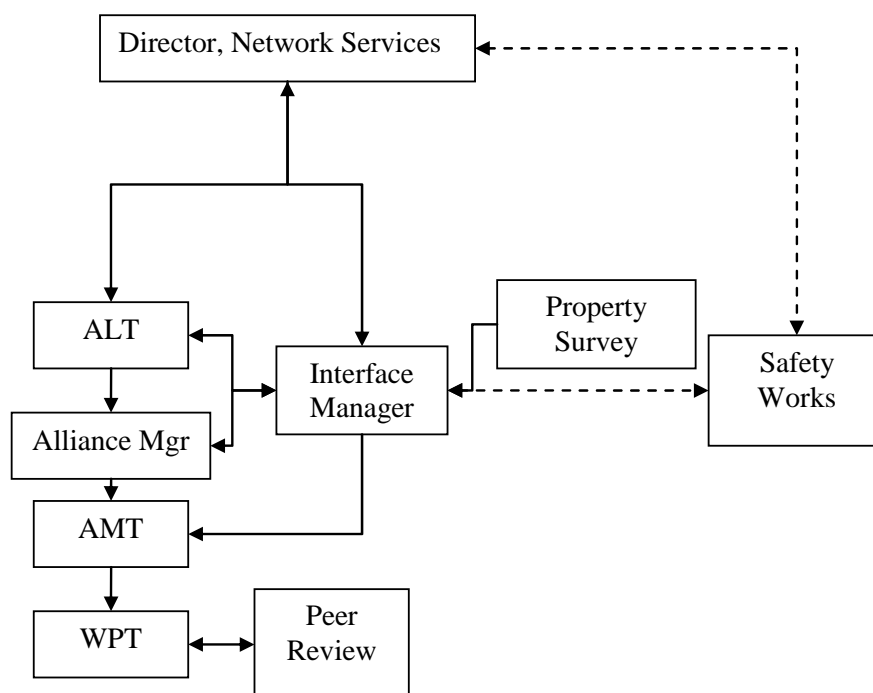 Director, Network Services
ALT
Property
Survey
Interface
Manager
Safety
Works
Alliance Mgr
AMT
WPT
Peer
Review